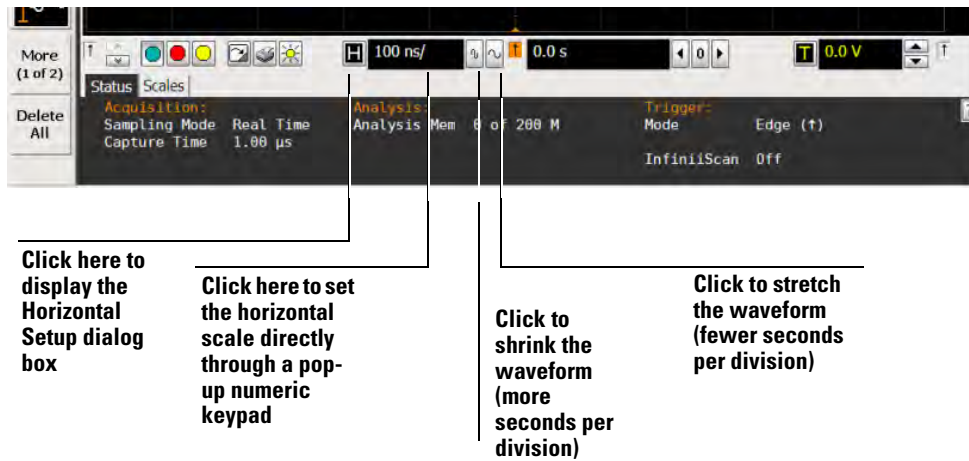 More
(1 of 2)
Delete
All
H 100 ns/ 0.0 s 0 T 0.0 V
Status Scales
Acquisition:
Sampling Mode Real Time
Capture Time 1.00 µs
Analysis:
Analysis Mem 0 of 200 M
Trigger:
Mode Edge (↑)
InfiniiScan Off
Click here to
display the
Horizontal
Setup dialog
box
Click here to set
the horizontal
scale directly
through a pop-
up numeric
keypad
Click to
shrink the
waveform
(more
seconds per
division)
Click to stretch
the waveform
(fewer seconds
per division)